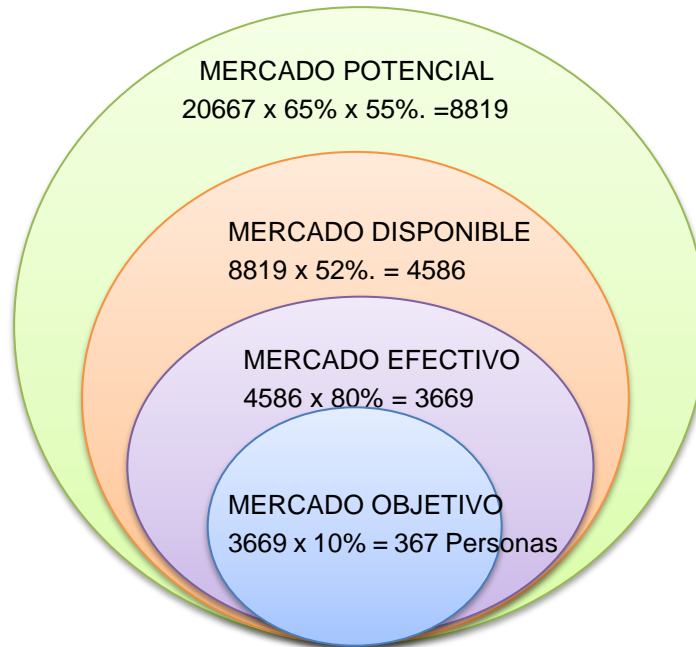 MERCADO POTENCIAL
20667 x 65% x 55%. =8819
MERCADO DISPONIBLE
8819 x 52%. = 4586
MERCADO EFECTIVO
4586 x 80% = 3669
MERCADO OBJETIVO
3669 x 10% = 367 Personas